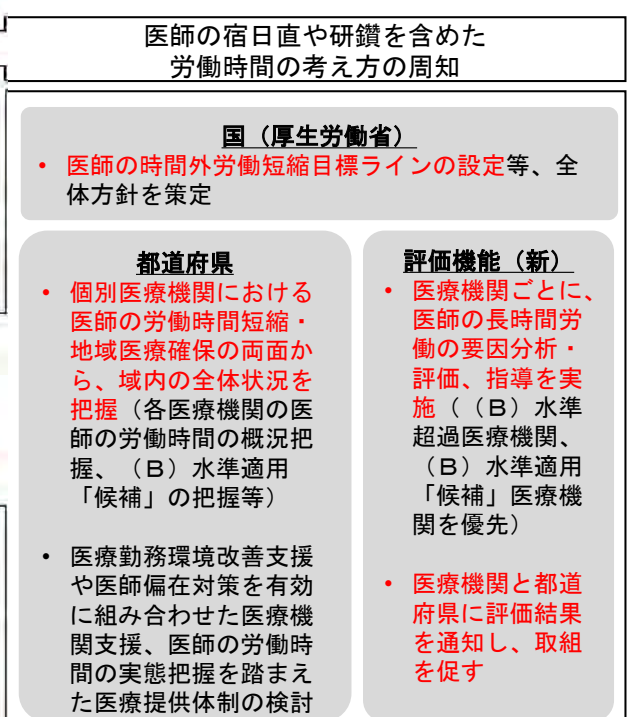 医師の宿日直や研鑽を含めた
労働時間の考え方の周知
国（厚生労働省）
• 医師の時間外労働短縮目標ラインの設定等、全
体方針を策定
都道府県
• 個別医療機関における
医師の労働時間短縮・
地域医療確保の両面か
ら、域内の全体状況を
把握（各医療機関の医
師の労働時間の概況把
握、（Ｂ）水準適用
「候補」の把握等）
• 医療勤務環境改善支援
や医師偏在対策を有効
に組み合わせた医療機
関支援、医師の労働時
間の実態把握を踏まえ
た医療提供体制の検討
評価機能（新）
• 医療機関ごとに、
医師の長時間労
働の要因分析・
評価、指導を実
施（（Ｂ）水準
超過医療機関、
（Ｂ）水準適用
「候補」医療機
関を優先）
• 医療機関と都道
府県に評価結果
を通知し、取組
を促す